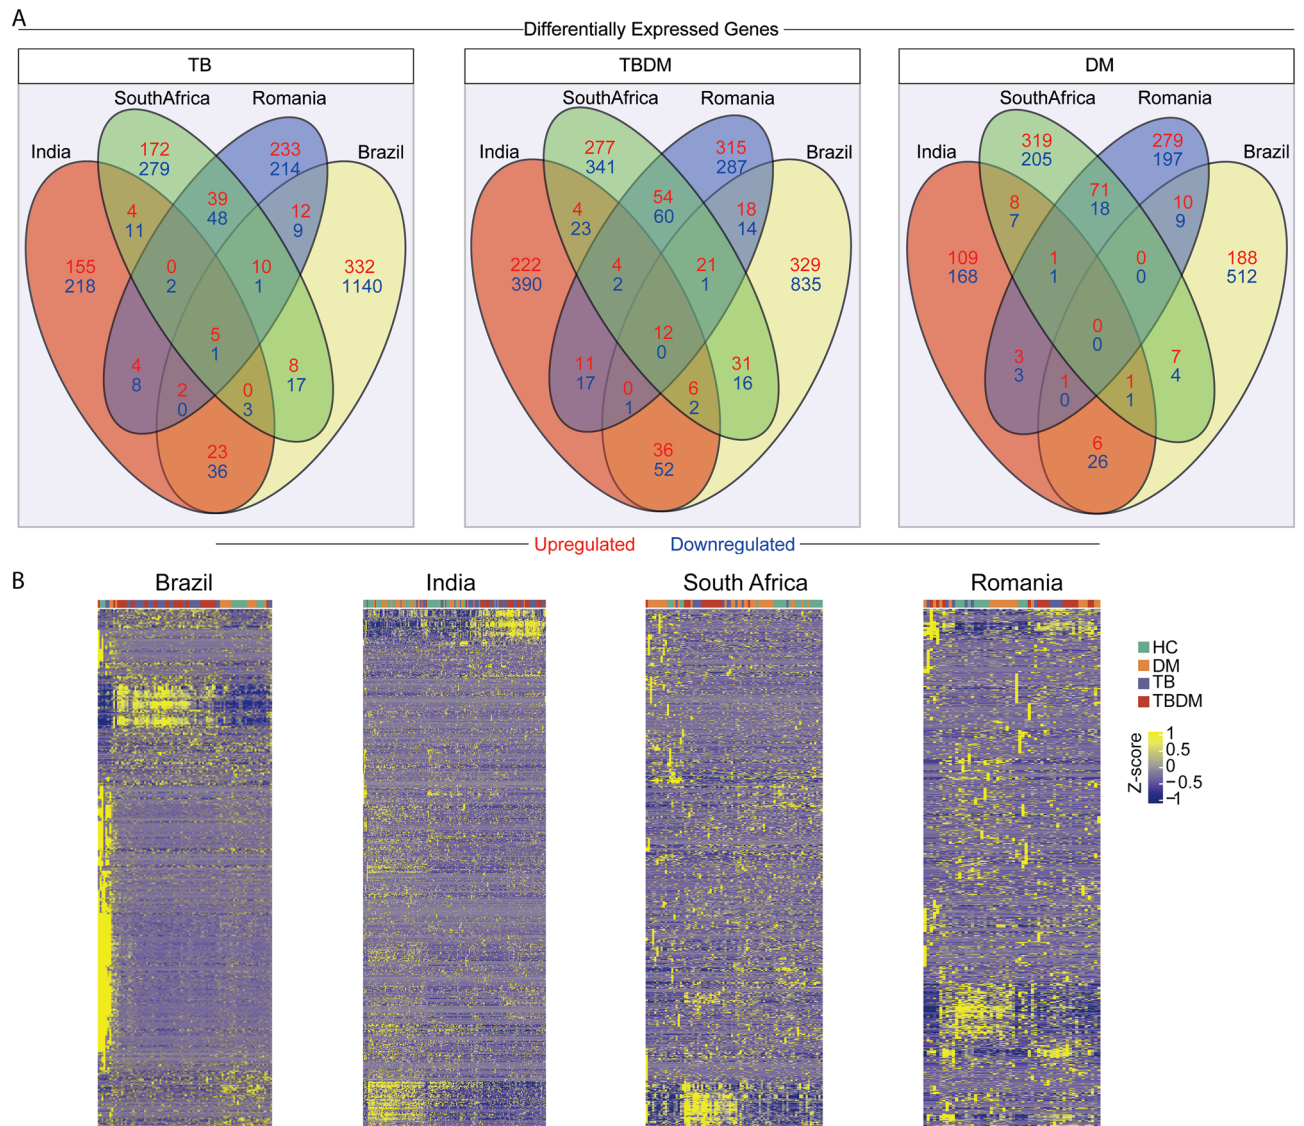 A
Differentially Expressed Genes
TB
TBDM
DM
SouthAfrica Romania
India Brazil
172 233
279 214
4 39 12
11 48 9
155 0 10 332
218 2 1 1140
5
1
4 8
8 17
2 0
0 3
23
36
SouthAfrica Romania
India Brazil
277 315
341 287
4 54 18
23 60 14
222 4 21 329
390 2 1 835
12
0
11 31
17 16
0 6
1 2
36
52
SouthAfrica Romania
India Brazil
319 279
205 197
8 71 10
7 18 9
109 1 0 188
168 1 0 512
0
0
3 7
3 4
1 1
0 1
6
26
Upregulated Downregulated
B
Brazil
India
South Africa
Romania
HC
DM
TB
TBDM
Z-score
1
0.5
0
−0.5
−1